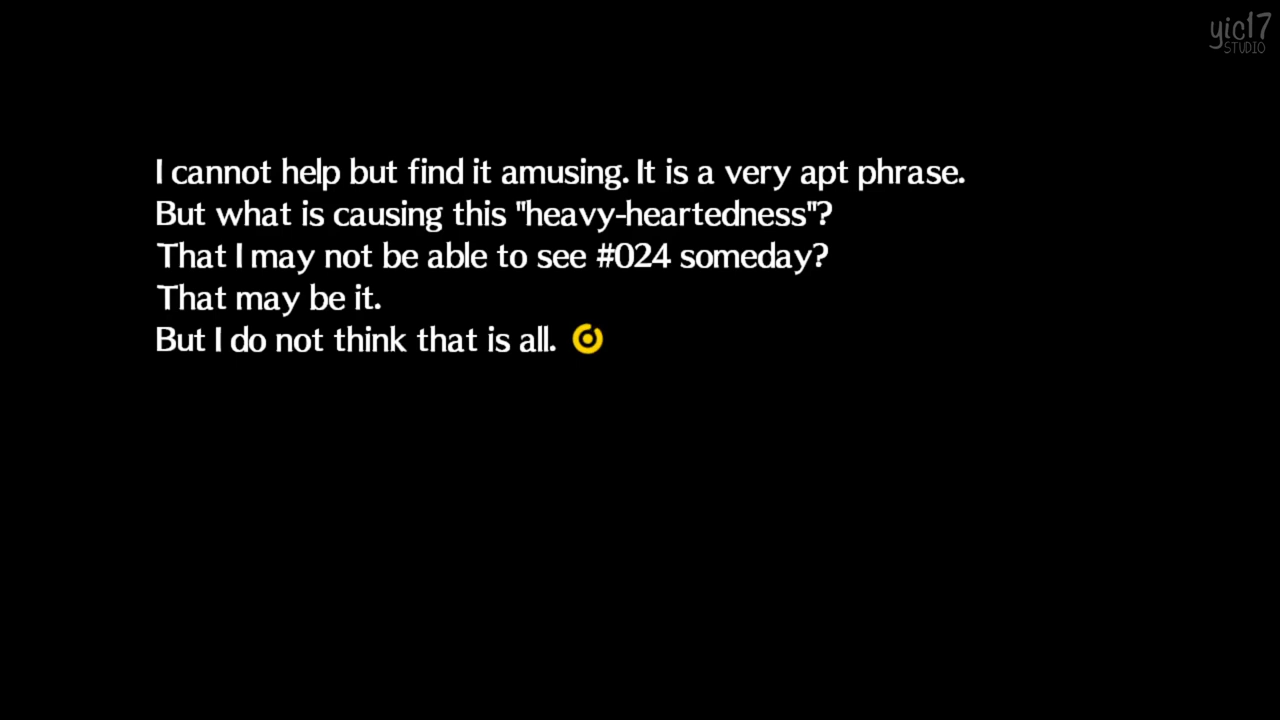 yic17
STUDIO
I cannot help but find it amusing. It is a very apt phrase.
But what is causing this "heavy-heartedness"?
That I may not be able to see #024 someday?
That may be it.
But I do not think that is all.